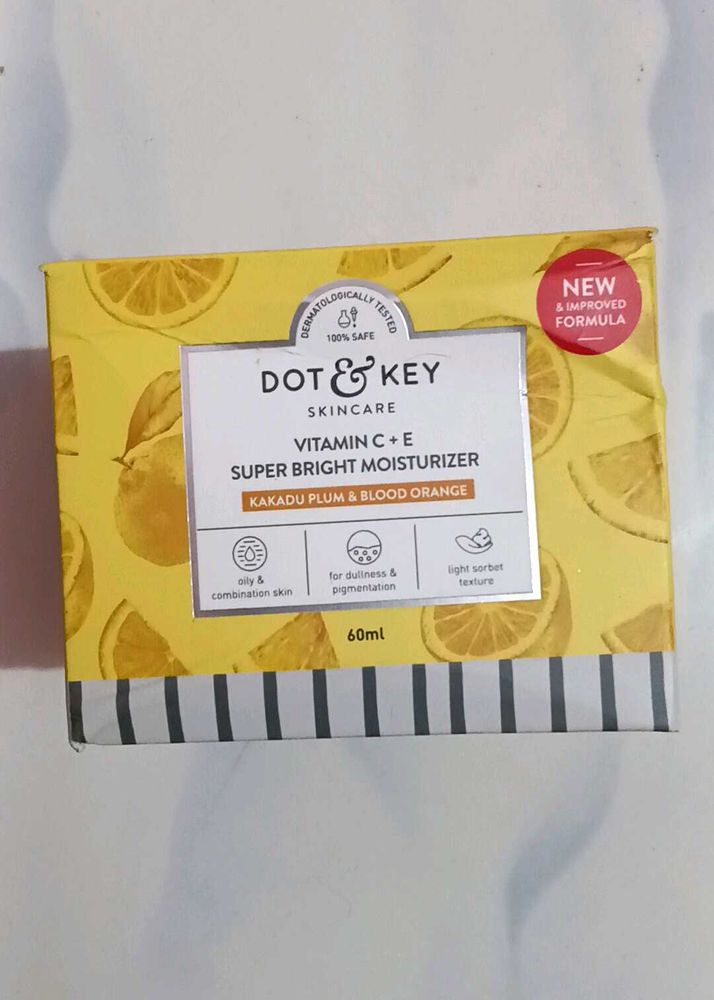 DERMATOLOGICALLY TESTED
100% SAFE
NEW
& IMPROVED
FORMULA
DOT & KEY
SKINCARE
VITAMIN C + E
SUPER BRIGHT MOISTURIZER
KAKADU PLUM & BLOOD ORANGE
oily &
combination skin
for dullness &
pigmentation
light sorbet
texture
60ml